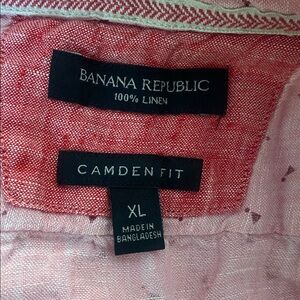 BANANA REPUBLIC
100% LINEN
CAMDEN FIT
XL
MADE IN
BANGLADESH